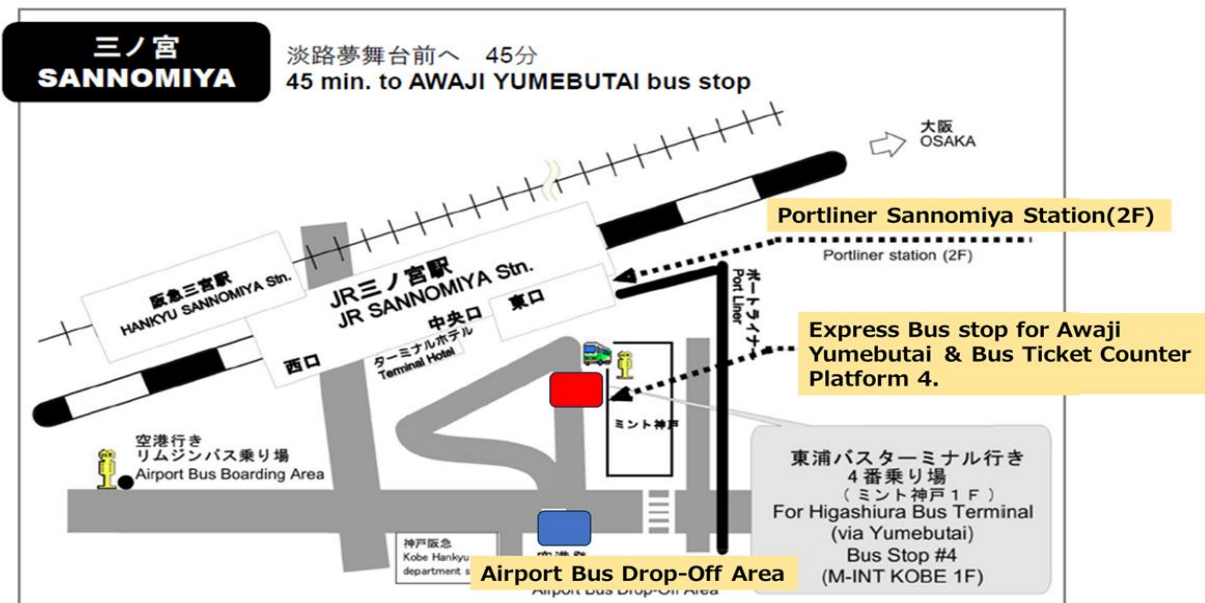 三ノ宮
SANNOMIYA
淡路夢舞台前へ 45分
45 min. to AWAJI YUMEBUTAI bus stop
大阪
OSAKA
Portliner Sannomiya Station(2F)
Portliner station (2F)
阪急三宮駅
HANKYU SANNOMIYA Stn.
JR三ノ宮駅
JR SANNOMIYA Stn.
中央口
東口
西口
ターミナルホテル
Terminal Hotel
ポートライナー
Port Liner
Express Bus stop for Awaji
Yumebutai & Bus Ticket Counter
Platform 4.
ミント神戸
空港行き
リムジンバス乗り場
Airport Bus Boarding Area
東浦バスターミナル行き
4番乗り場
(ミント神戸1F)
For Higashiura Bus Terminal
(via Yumebutai)
Bus Stop #4
(M-INT KOBE 1F)
神戸阪急
Kobe Hankyu
department s
Airport Bus Drop-Off Area
Airport Bus Drop-Off Area